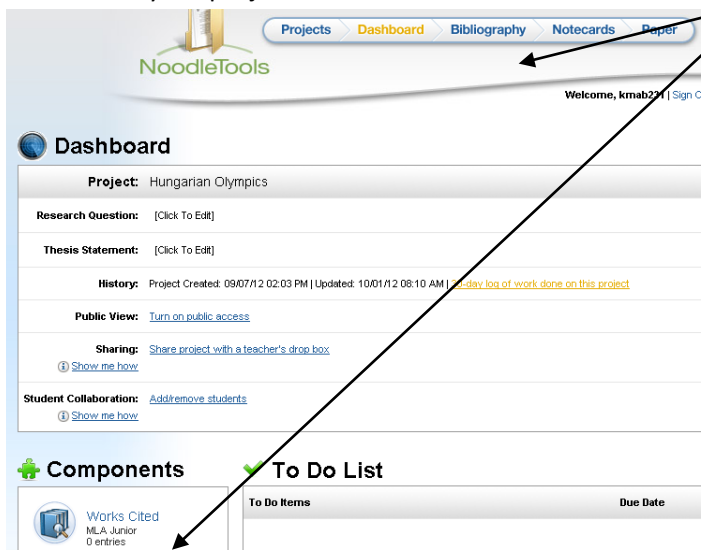 Projects Dashboard Bibliography Notecards Paper
NoodleTools
Welcome, kmab231 | Sign
Dashboard
Project: Hungarian Olympics
Research Question: [Click To Edit]
Thesis Statement: [Click To Edit]
History: Project Created: 09/07/12 02:03 PM | Updated: 10/01/12 08:10 AM | log of work done on this project
Public View: Turn on public access
Sharing: Share project with a teacher's drop box
Show me how
Student Collaboration: Add/remove students
Show me how
Components
To Do List
To Do Items Due Date
Works Cited
MLA Junior
0 entries